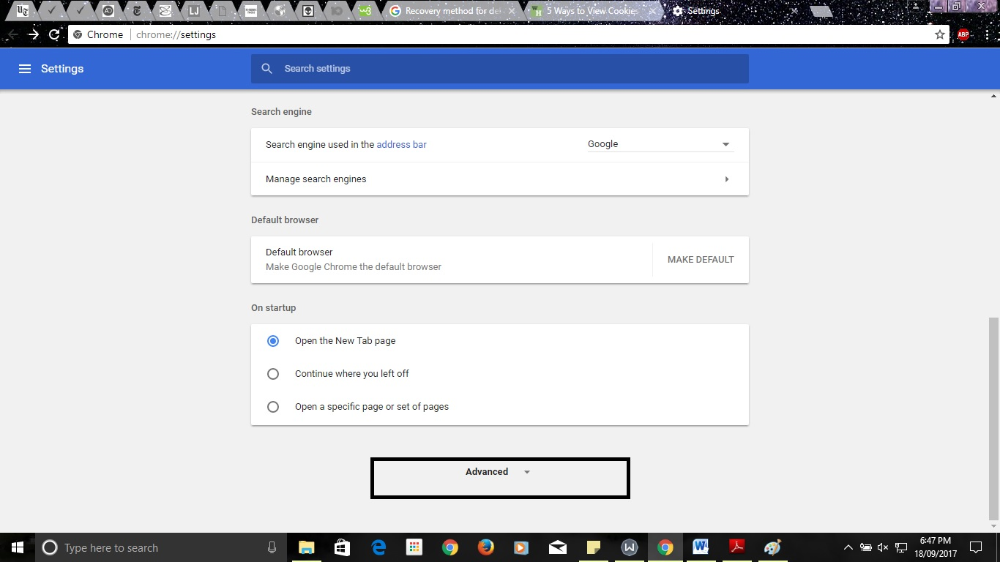 Recovery method for de
5 Ways to View Cookies
Settings
Chrome
chrome://settings
ABP
Settings
Search settings
Search engine
Search engine used in the address bar
Google
Manage search engines
Default browser
Default browser
Make Google Chrome the default browser
MAKE DEFAULT
On startup
Open the New Tab page
Continue where you left off
Open a specific page or set of pages
Advanced
Type here to search
6:47 PM
18/09/2017